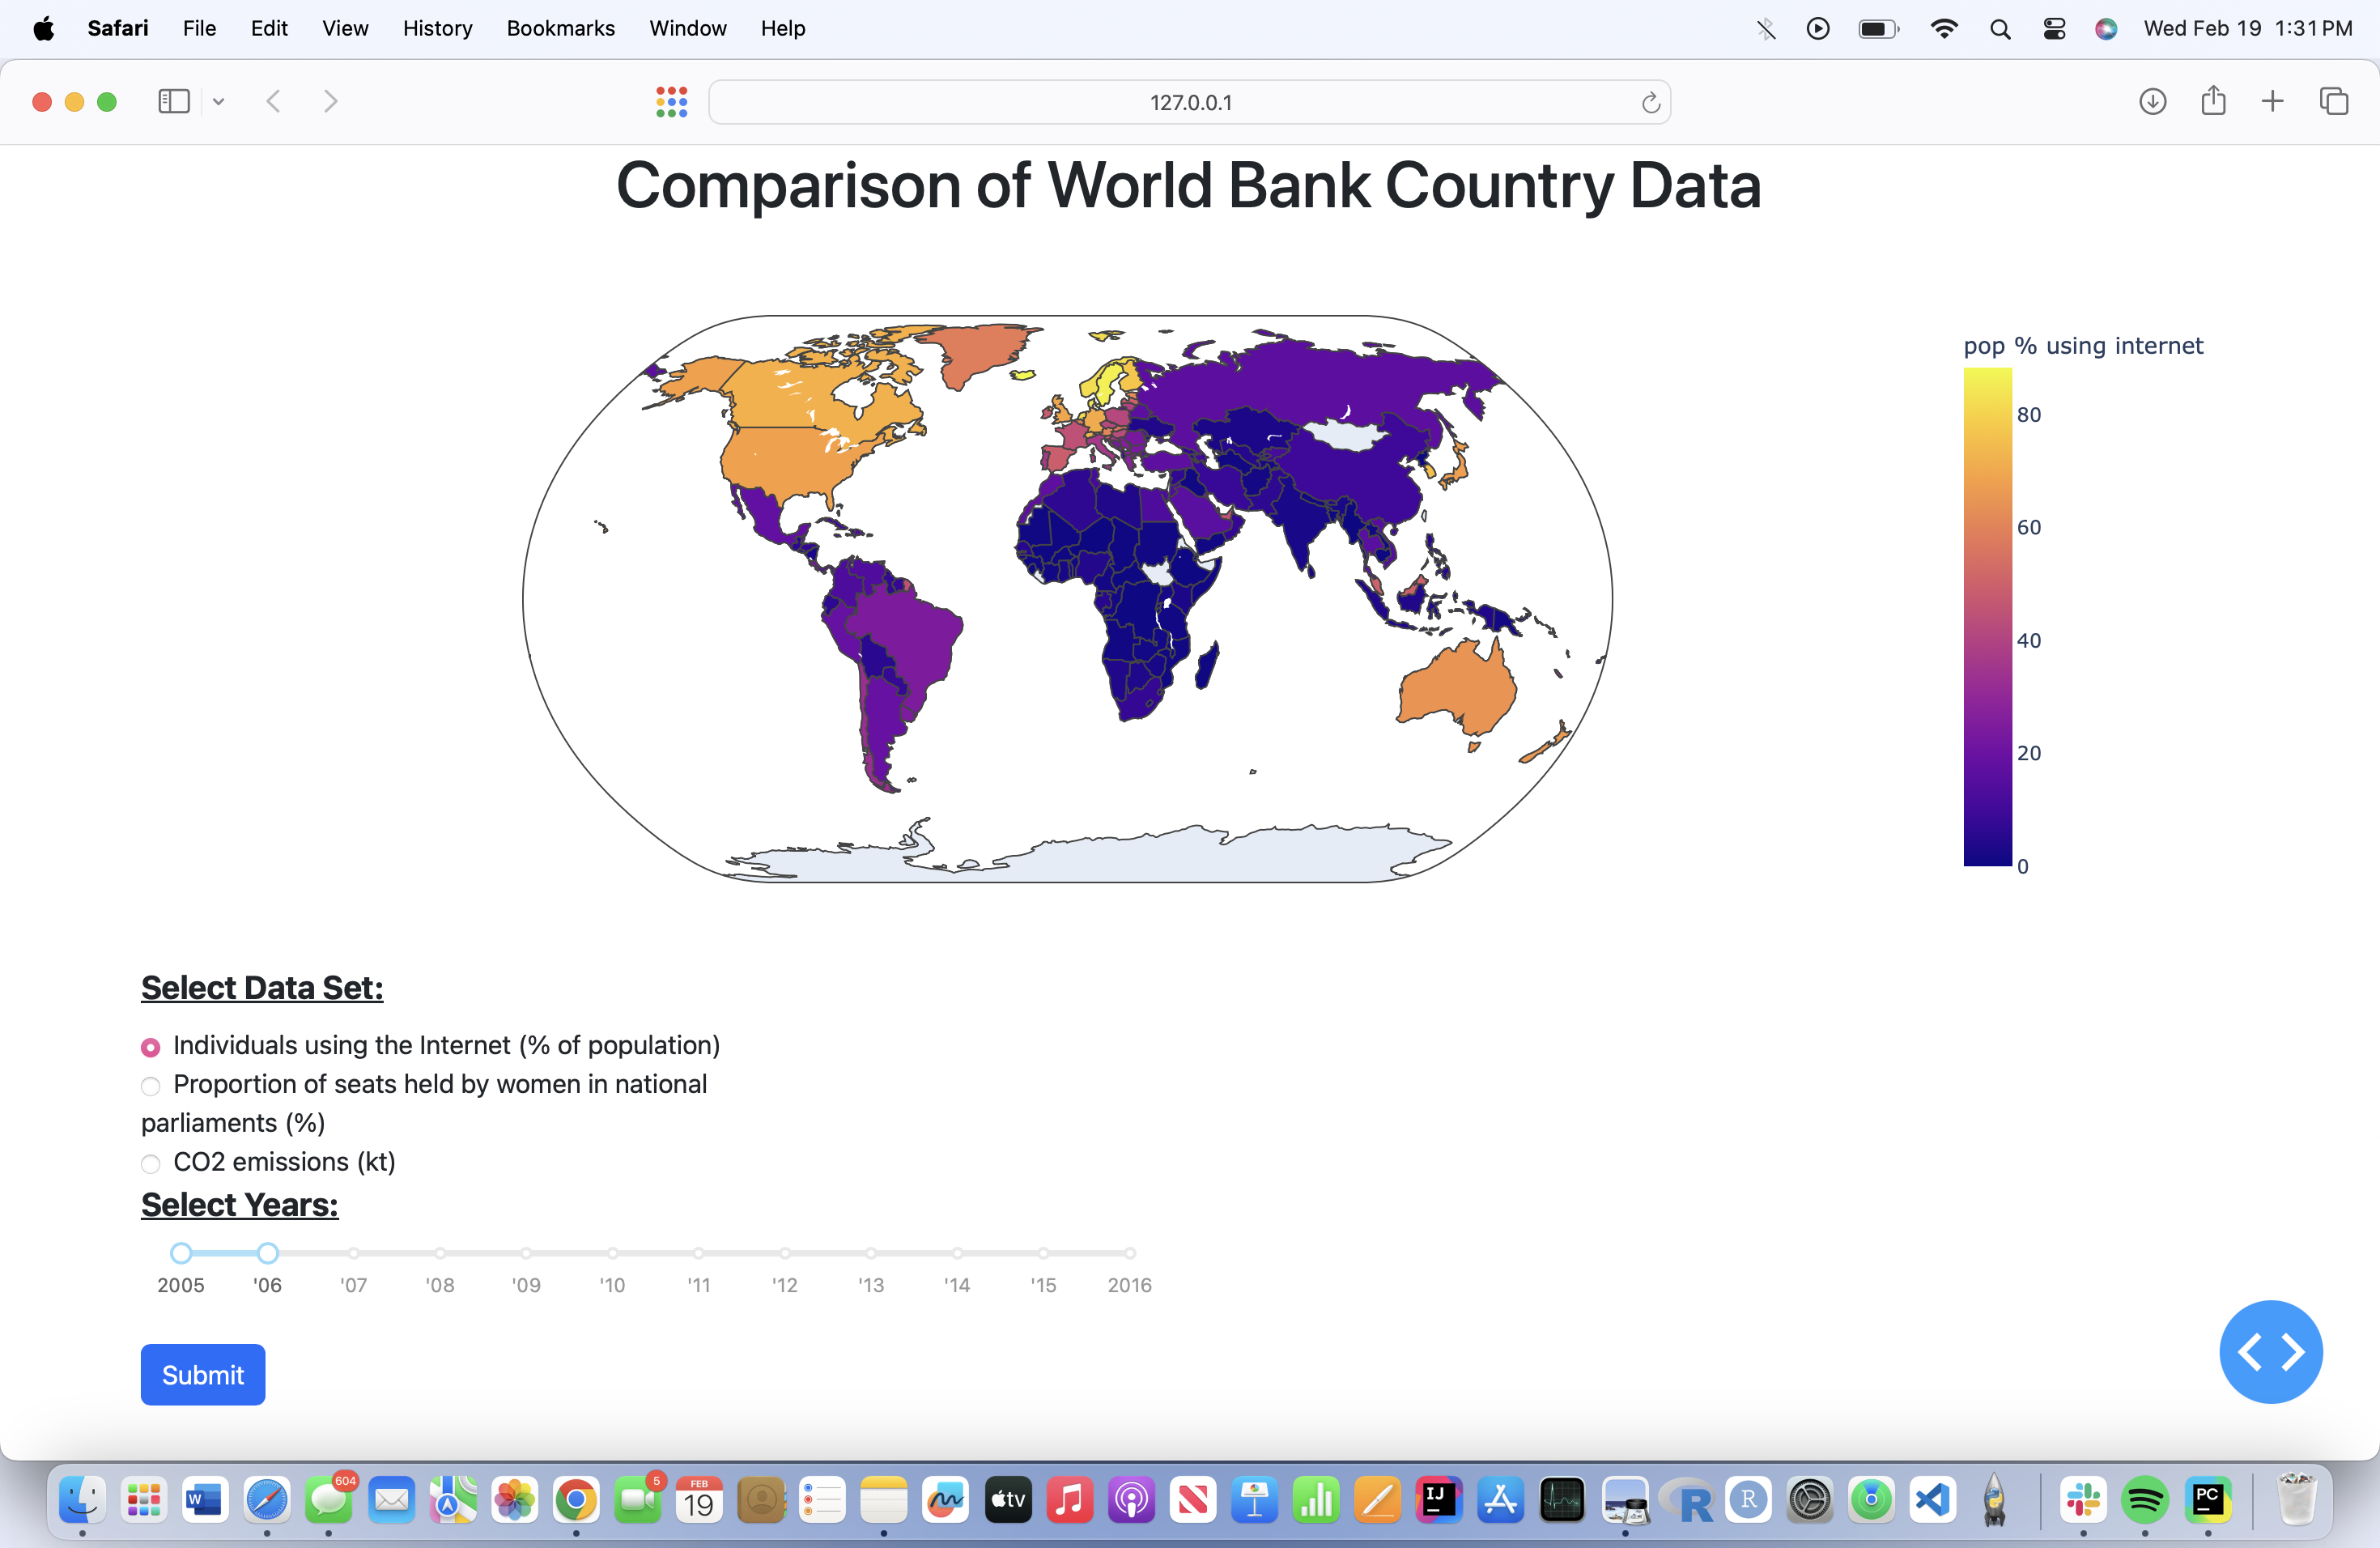 Safari File Edit View History Bookmarks Window Help Wed Feb 19 1:31 PM
127.0.0.1
Comparison of World Bank Country Data
pop % using internet
80
60
40
20
0
Select Data Set:
Individuals using the Internet (% of population)
Proportion of seats held by women in national
parliaments (%)
CO2 emissions (kt)
Select Years:
2005 '06 '07 '08 '09 '10 '11 '12 '13 '14 '15 2016
Submit
604 5 FEB
W 19 tv IJ R R PC